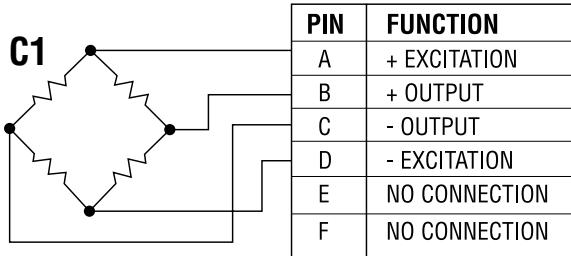 C1
PIN FUNCTION
A + EXCITATION
B + OUTPUT
C - OUTPUT
D - EXCITATION
E NO CONNECTION
F NO CONNECTION